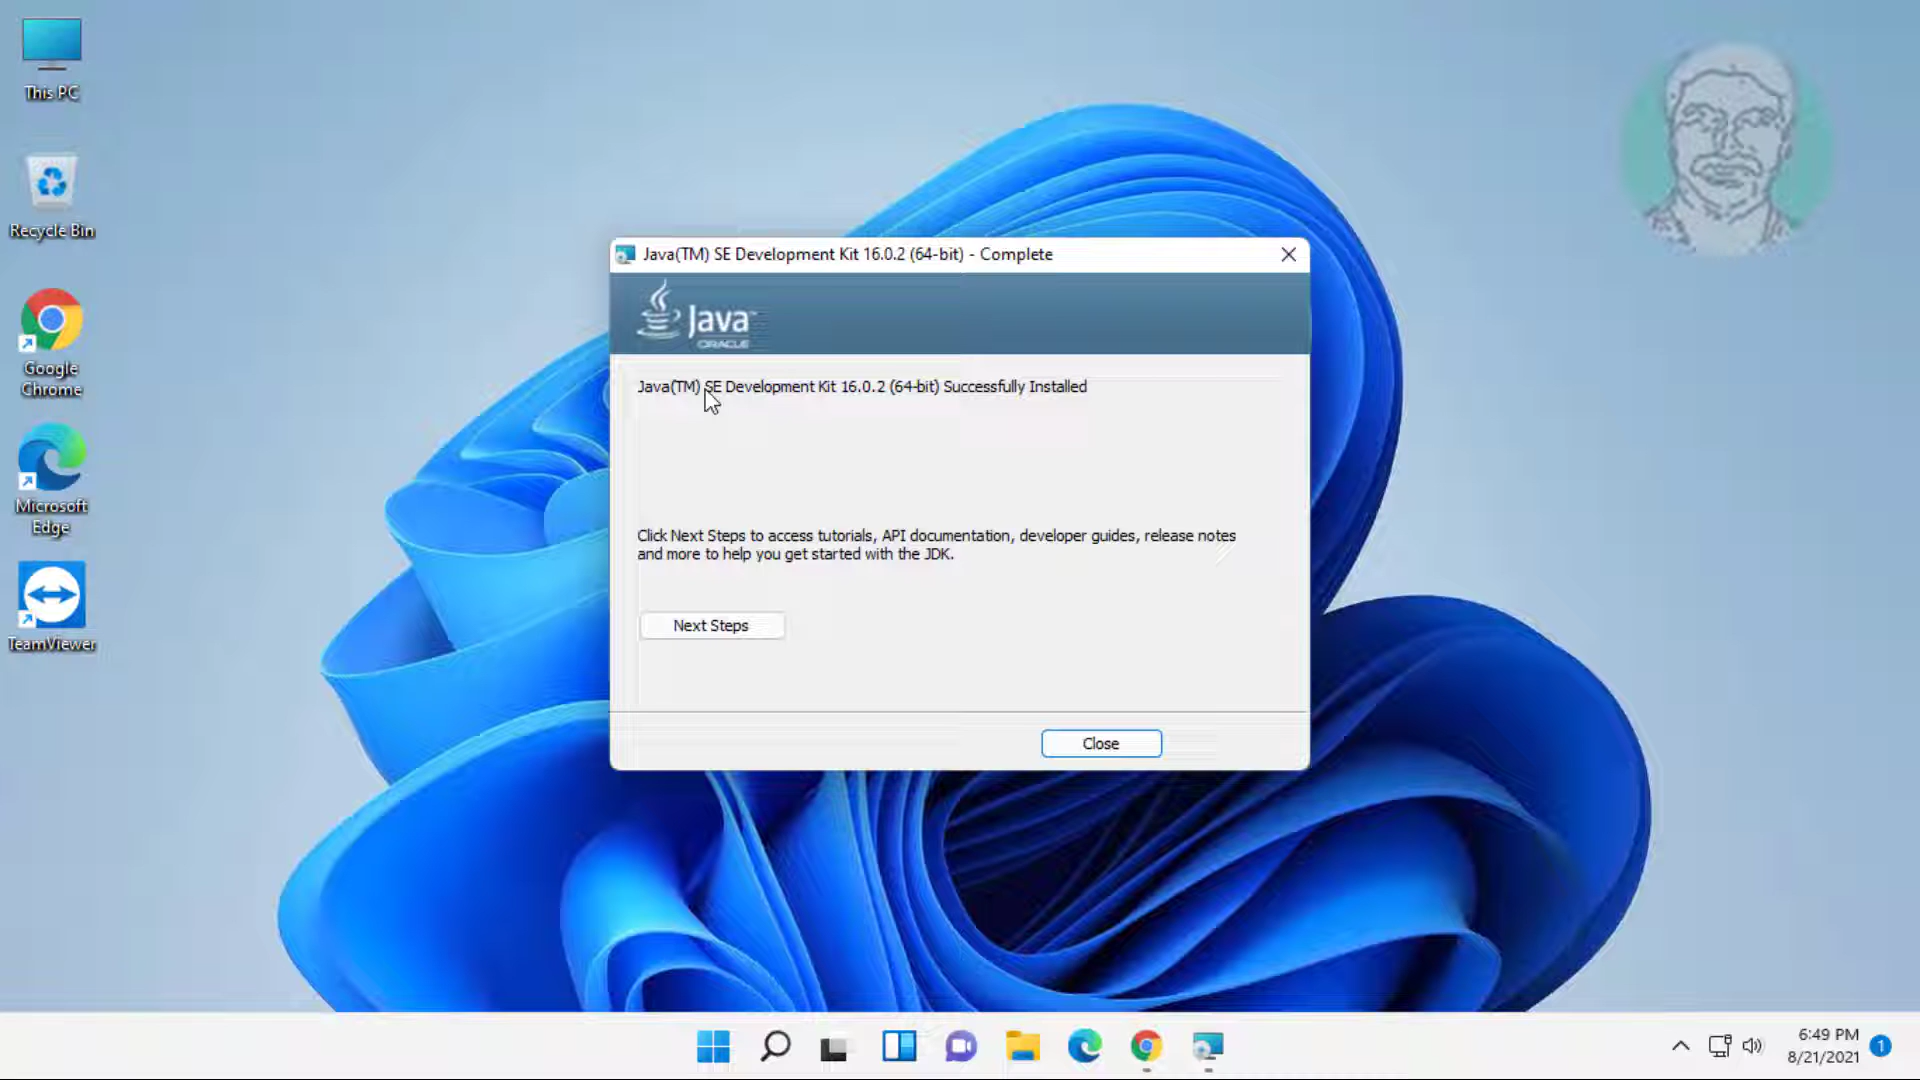 This PC
Recycle Bin
Google
Chrome
Microsoft
Edge
TeamViewer
Java(TM) SE Development Kit 16.0.2 (64-bit) - Complete
Java™
ORACLE
Java(TM) SE Development Kit 16.0.2 (64-bit) Successfully Installed
Click Next Steps to access tutorials, API documentation, developer guides, release notes
and more to help you get started with the JDK.
Next Steps
Close
6:49 PM
8/21/2021
1